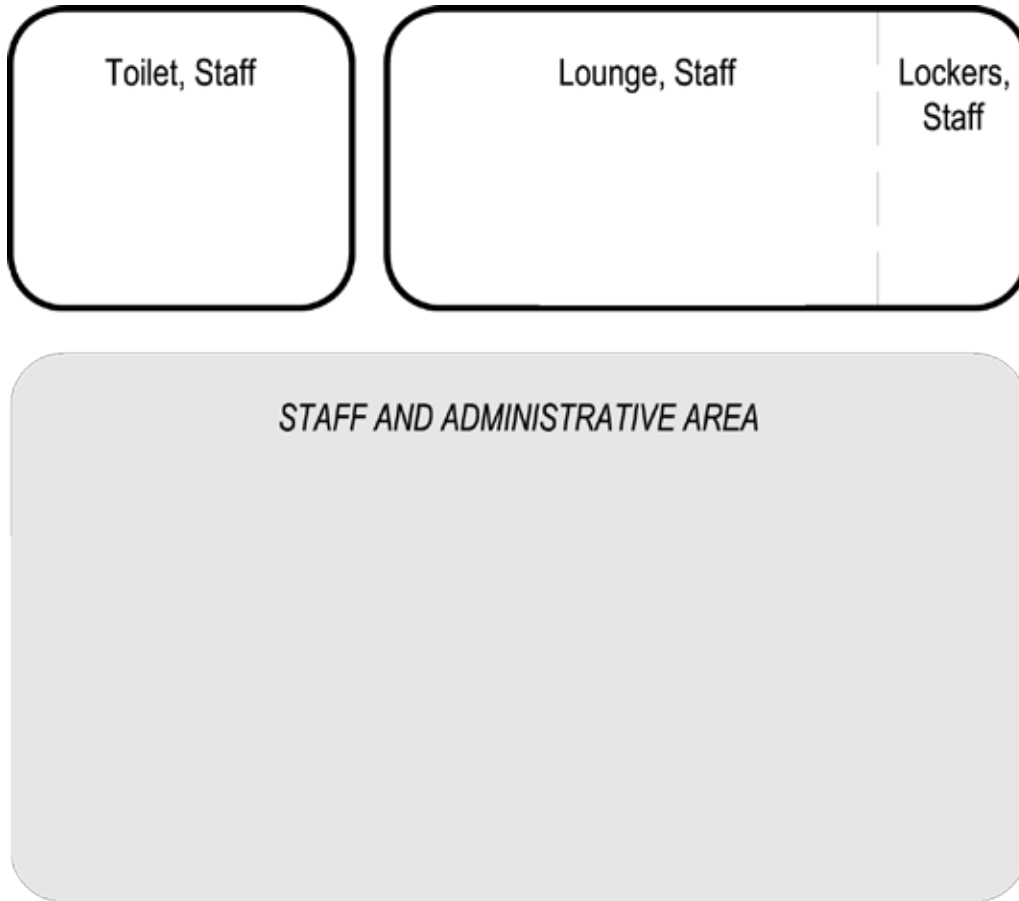 Toilet, Staff
Lounge, Staff
Lockers,
Staff
STAFF AND ADMINISTRATIVE AREA